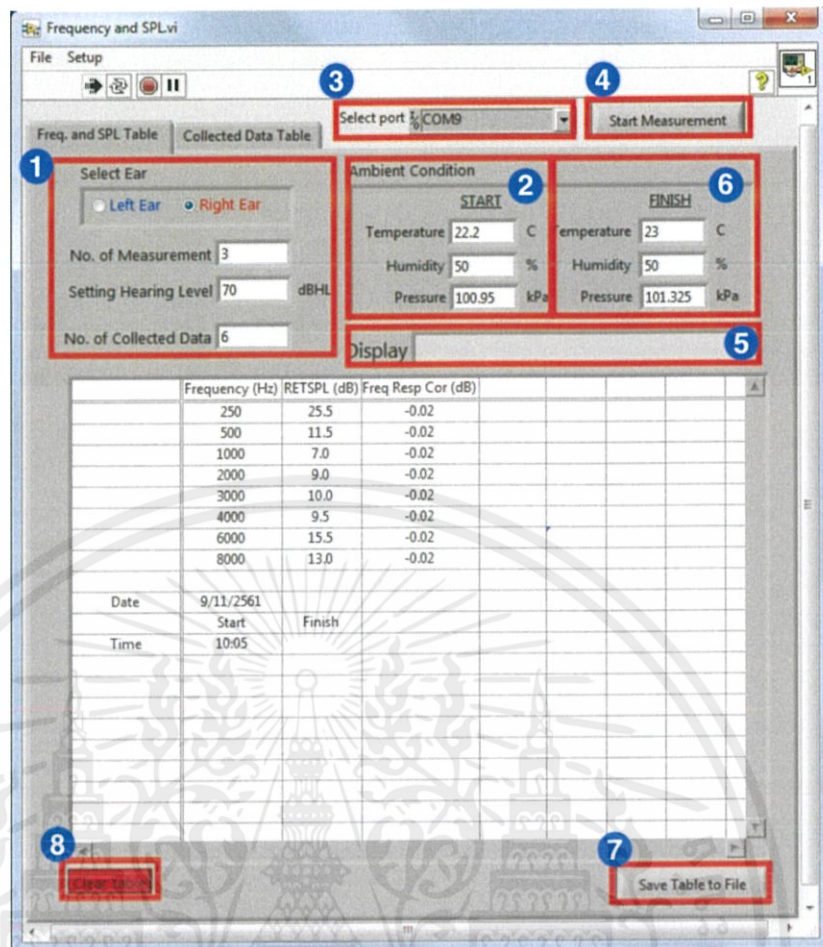 Frequency and SPL.vi
File Setup
3
4
Select port COM9
Start Measurement
Freq. and SPL Table Collected Data Table
1
Select Ear
Left Ear Right Ear
No. of Measurement 3
Setting Hearing Level 70 dBHL
No. of Collected Data 6
Ambient Condition
2
START
Temperature 22.2 C
Humidity 50 %
Pressure 100.95 kPa
6
FINISH
Temperature 23 C
Humidity 50 %
Pressure 101.325 kPa
Display
5
Frequency (Hz) RETSPL (dB) Freq Resp Cor (dB)
250 25.5 -0.02
500 11.5 -0.02
1000 7.0 -0.02
2000 9.0 -0.02
3000 10.0 -0.02
4000 9.5 -0.02
6000 15.5 -0.02
8000 13.0 -0.02
Date 9/11/2561
Start Finish
Time 10:05
8
Clear Table
7
Save Table to File